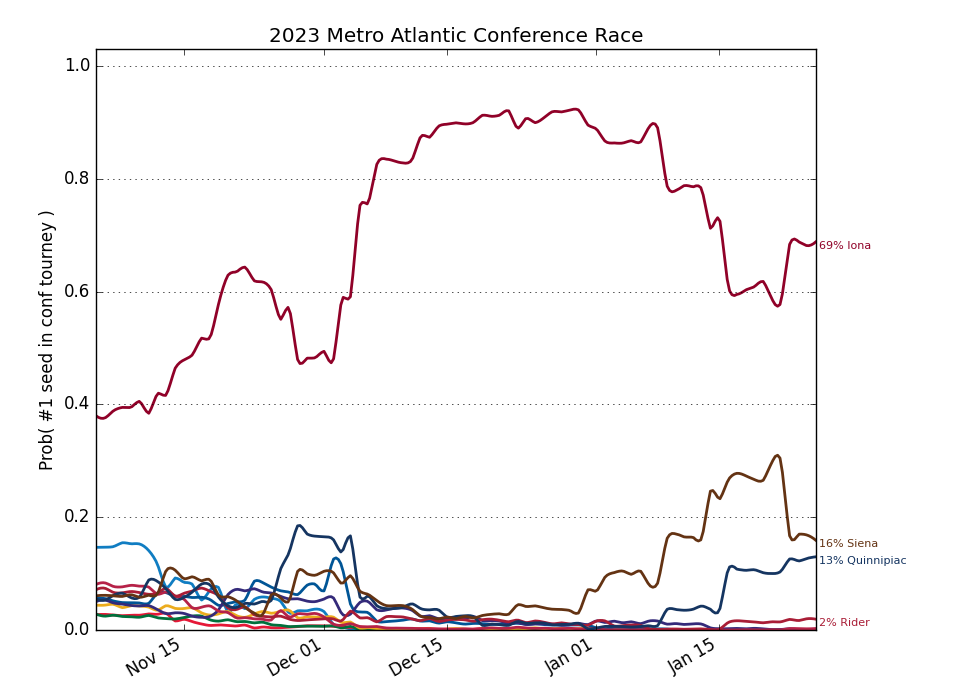 2023 Metro Atlantic Conference Race
1.0
0.8
0.6
0.4
0.2
0.0
Prob( #1 seed in conf tourney )
69% Iona
16% Siena
13% Quinnipiac
2% Rider
Nov 15
Dec 01
Dec 15
Jan 01
Jan 15